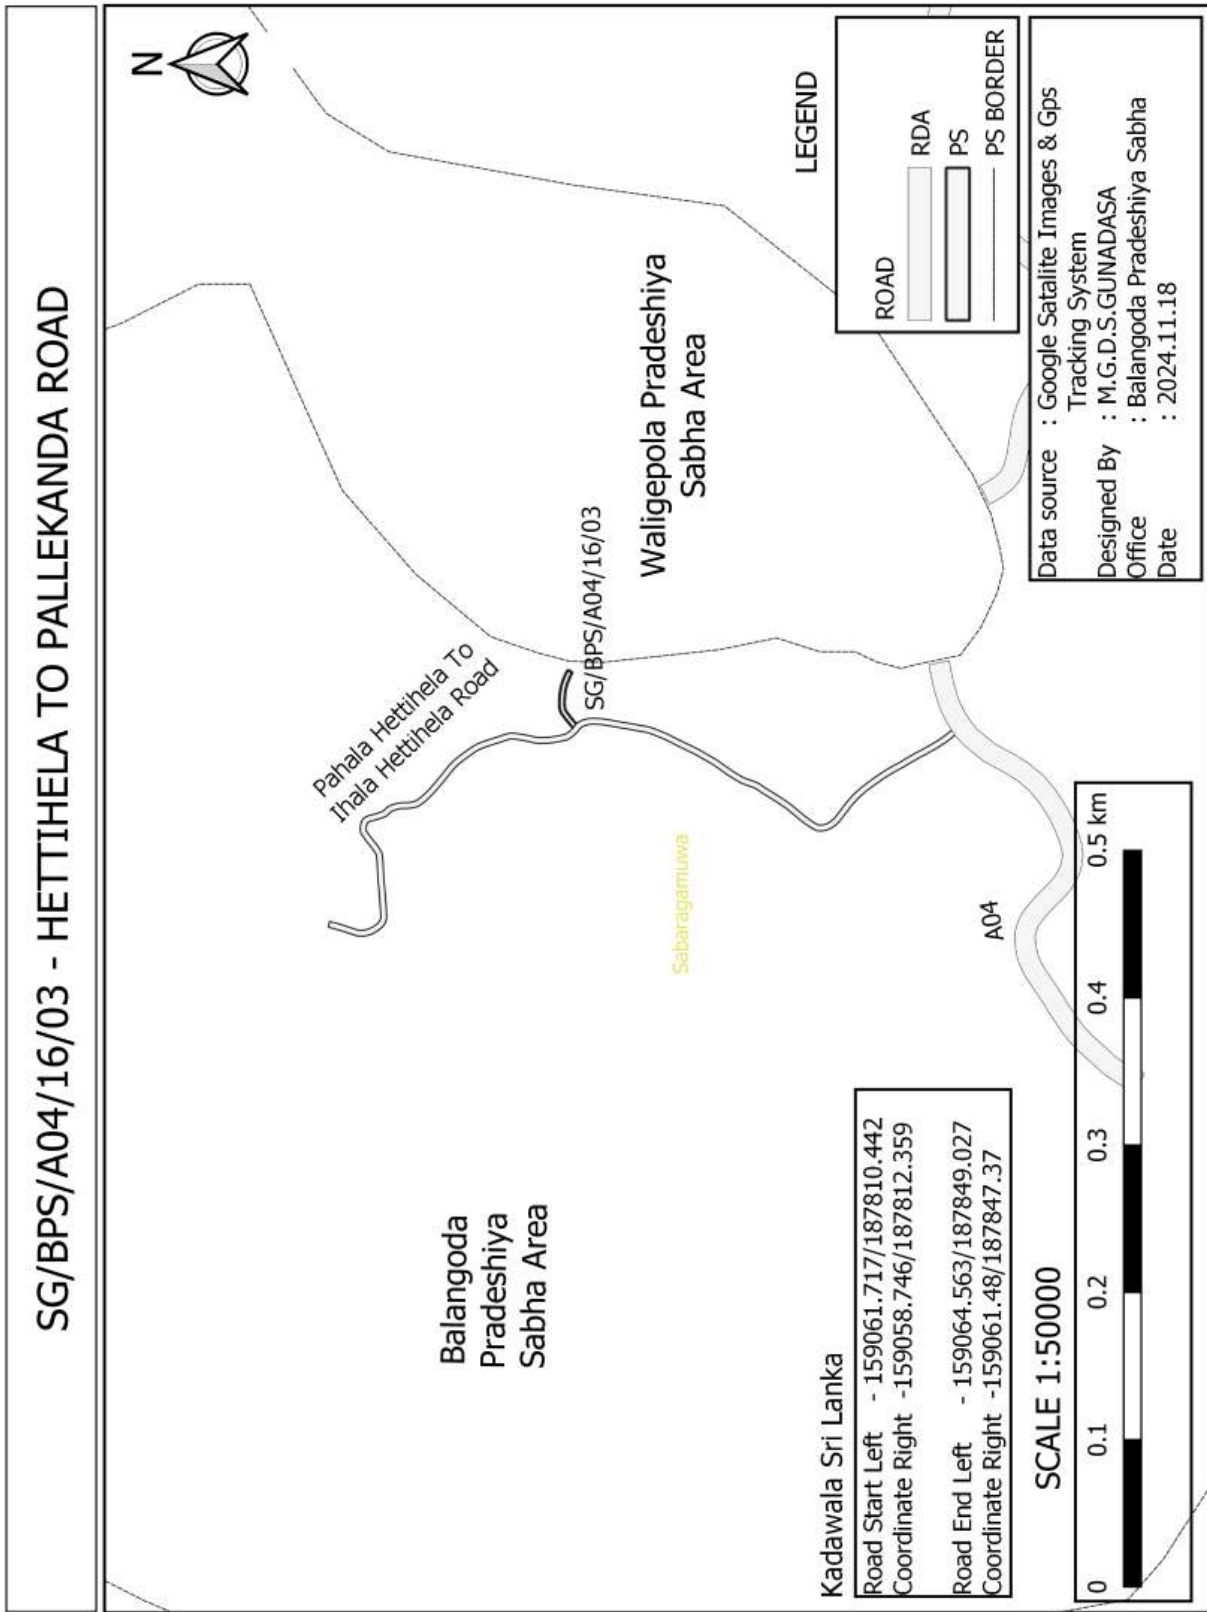 SG/BPS/A04/16/03 - HETTIHELA TO PALLEKANDA ROAD
N
Pahala Hettihela To
Ihala Hettihela Road
SG/BPS/A04/16/03
Waligepola Pradeshiya
Sabha Area
Balangoda
Pradeshiya
Sabha Area
Sabaragamuwa
A04
LEGEND
ROAD
RDA
PS
PS BORDER
Kadawala Sri Lanka
Road Start Left - 159061.717/187810.442
Coordinate Right -159058.746/187812.359
Road End Left - 159064.563/187849.027
Coordinate Right -159061.48/187847.37
SCALE 1:50000
0 0.1 0.2 0.3 0.4 0.5 km
Data source : Google Satalite Images & Gps
Tracking System
Designed By : M.G.D.S.GUNADASA
Office : Balangoda Pradeshiya Sabha
Date : 2024.11.18